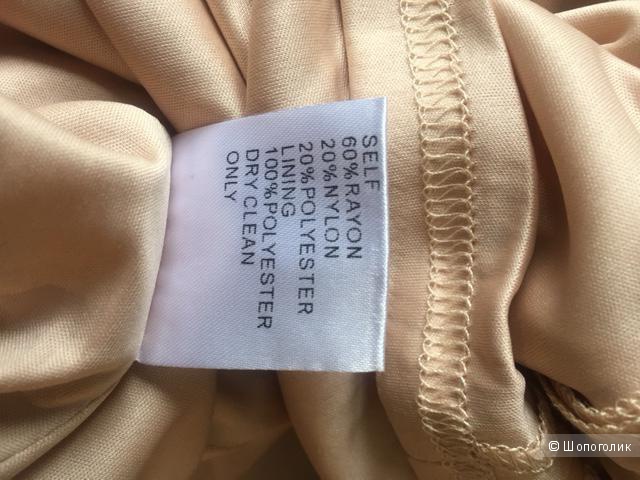 SELF
60%RAYON
20%NYLON
20%POLYESTER
LINING
100%POLYESTER
DRY CLEAN
ONLY
© Шопоголик